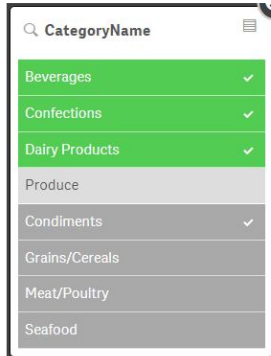 CategoryName
Beverages
Confections
Dairy Products
Produce
Condiments
Grains/Cereals
Meat/Poultry
Seafood